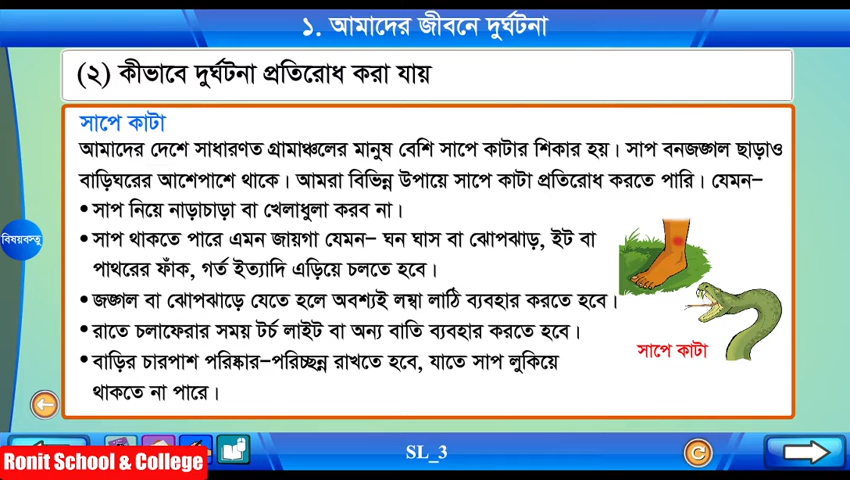 ১. আমাদের জীবনে দুর্ঘটনা
(২) কীভাবে দুর্ঘটনা প্রতিরোধ করা যায়
সাপে কাটা
আমাদের দেশে সাধারণত গ্রামাঞ্চলের মানুষ বেশি সাপে কাটার শিকার হয়। সাপ বনজঙ্গল ছাড়াও
বাড়িঘরের আশেপাশে থাকে। আমরা বিভিন্ন উপায়ে সাপে কাটা প্রতিরোধ করতে পারি। যেমন–
• সাপ নিয়ে নাড়াচাড়া বা খেলাধুলা করব না।
• সাপ থাকতে পারে এমন জায়গা যেমন– ঘন ঘাস বা ঝোপঝাড়, ইট বা
পাথরের ফাঁক, গর্ত ইত্যাদি এড়িয়ে চলতে হবে।
• জঙ্গল বা ঝোপঝাড়ে যেতে হলে অবশ্যই লম্বা লাঠি ব্যবহার করতে হবে।
• রাতে চলাফেরার সময় টর্চ লাইট বা অন্য বাতি ব্যবহার করতে হবে।
• বাড়ির চারপাশ পরিষ্কার–পরিচ্ছন্ন রাখতে হবে, যাতে সাপ লুকিয়ে
থাকতে না পারে।
সাপে কাটা
বিষয়বস্তু
SL_3
Ronit School & College